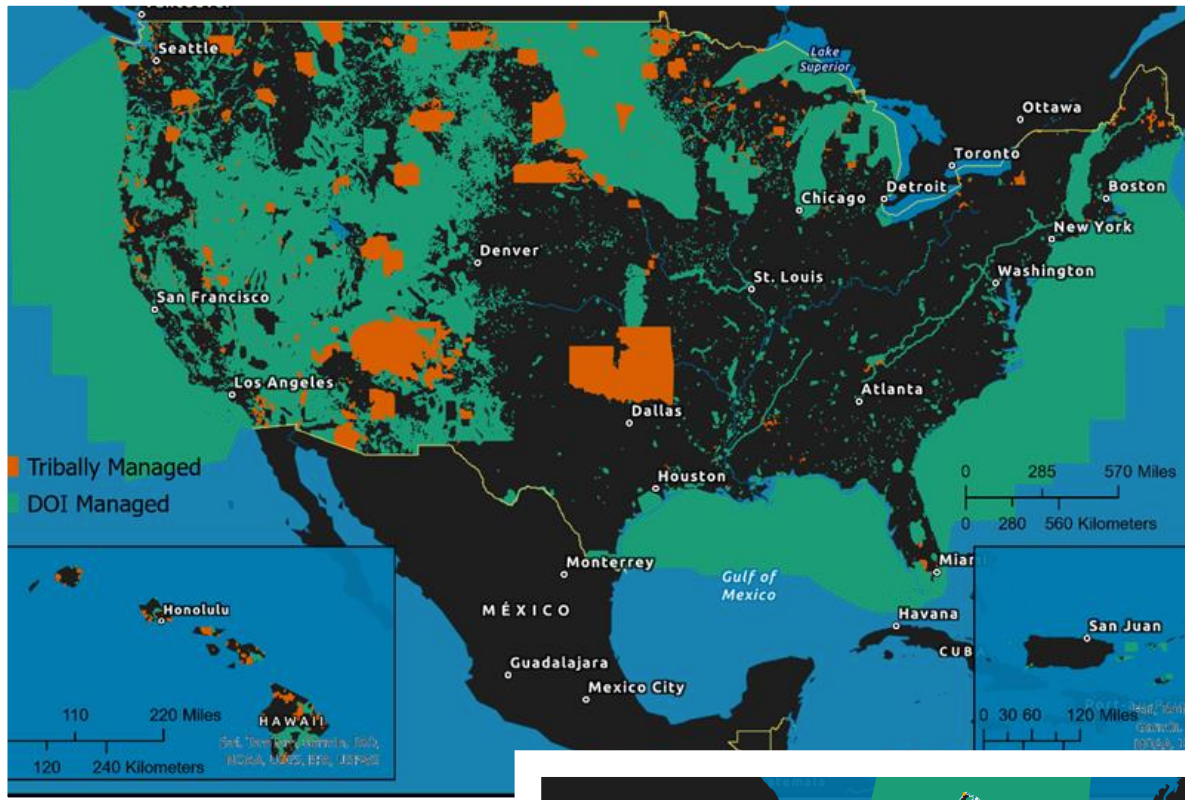 Vancouver
Seattle
Lake
Superior
Ottawa
Toronto
Detroit
Chicago
Boston
New York
Denver
Washington
St. Louis
San Francisco
Los Angeles
Atlanta
Dallas
Tribally Managed
DOI Managed
Houston
0 285 570 Miles
0 280 560 Kilometers
Monterrey
Gulf of
Mexico
Miami
MÉXICO
Havana
CUBA
Honolulu
San Juan
Guadalajara
Mexico City
110 220 Miles
HAWAII
120 240 Kilometers
0 30 60 120 Miles